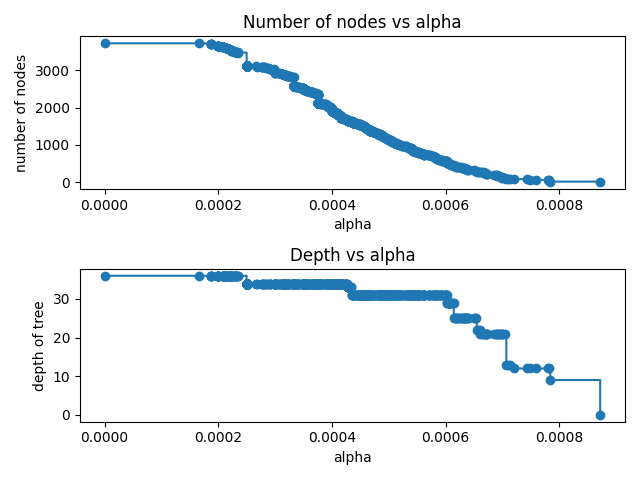 Number of nodes vs alpha
number of nodes
3000
2000
1000
0
0.0000 0.0002 0.0004 0.0006 0.0008
alpha
Depth vs alpha
depth of tree
30
20
10
0
0.0000 0.0002 0.0004 0.0006 0.0008
alpha